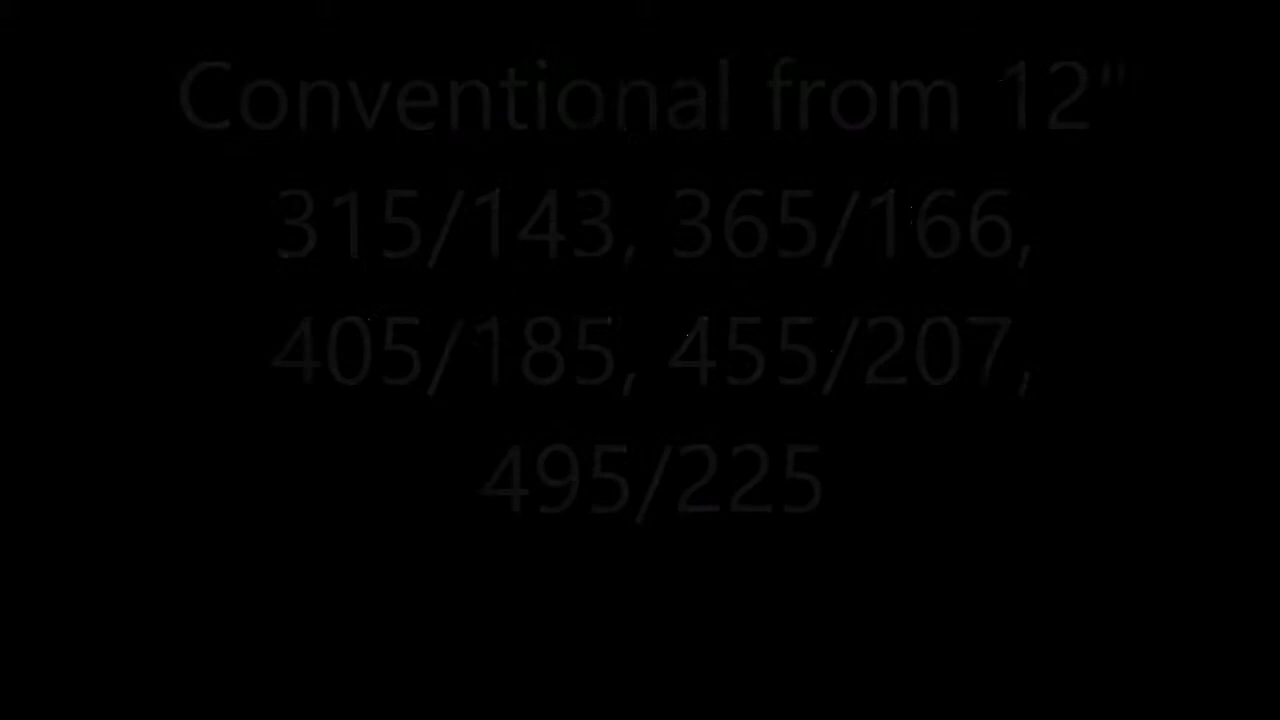 Conventional from 12"
315/143, 365/166,
405/185, 455/207,
495/225